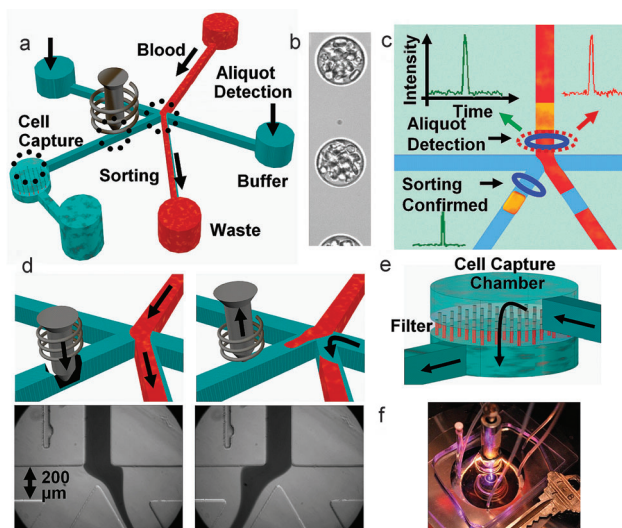 a
Blood
Aliquot
Detection
Cell
Capture
Sorting
Buffer
Waste
b
c
Intensity
Time
Aliquot
Detection
Sorting
Confirmed
d
200
µm
e
Cell Capture
Chamber
Filter
f